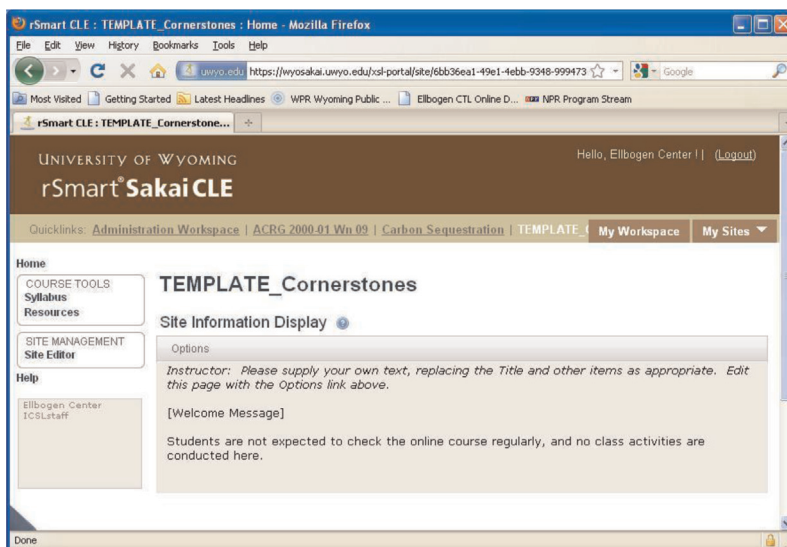 rSmart CLE : TEMPLATE_Cornerstones : Home - Mozilla Firefox
File Edit View History Bookmarks Tools Help
uwyo.edu https://wyosakai.uwyo.edu/xsl-portal/site/6bb36ea1-49e1-4ebb-9348-999473 Google
Most Visited Getting Started Latest Headlines WPR Wyoming Public ... Ellbogen CTL Online D... NPR Program Stream
rSmart CLE : TEMPLATE_Cornerstone...
UNIVERSITY OF WYOMING
Hello, Ellbogen Center ! | (Logout)
rSmart® Sakai CLE
Quicklinks: Administration Workspace | ACRG 2000-01 Wn 09 | Carbon Sequestration | TEMPLATE_ My Workspace My Sites
Home
COURSE TOOLS
Syllabus
Resources
SITE MANAGEMENT
Site Editor
Help
Ellbogen Center
ICSLstaff
TEMPLATE_Cornerstones
Site Information Display ?
Options
Instructor: Please supply your own text, replacing the Title and other items as appropriate. Edit
this page with the Options link above.
[Welcome Message]
Students are not expected to check the online course regularly, and no class activities are
conducted here.
Done